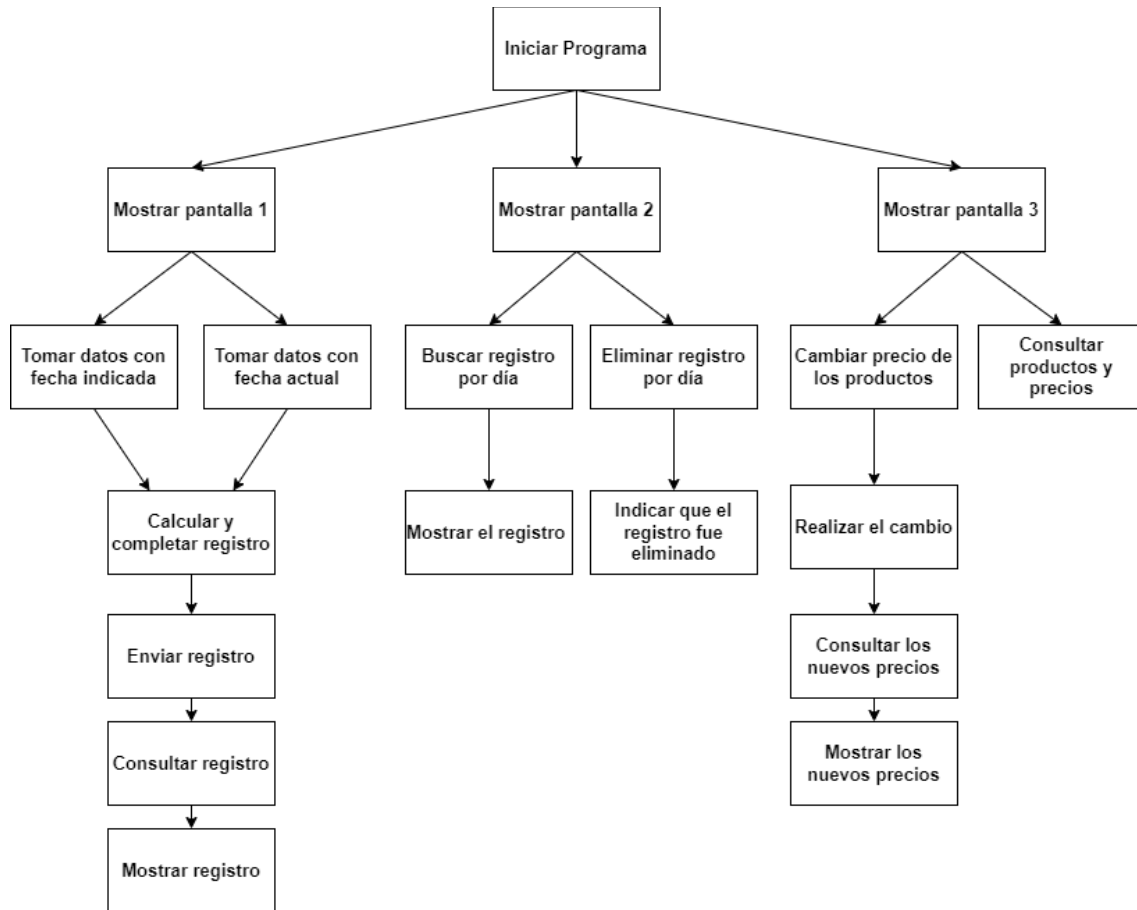 Iniciar Programa
Mostrar pantalla 1
Mostrar pantalla 2
Mostrar pantalla 3
Tomar datos con
fecha indicada
Tomar datos con
fecha actual
Buscar registro
por día
Eliminar registro
por día
Cambiar precio de
los productos
Consultar
productos y
precios
Calcular y
completar registro
Mostrar el registro
Indicar que el
registro fue
eliminado
Realizar el cambio
Enviar registro
Consultar los
nuevos precios
Consultar registro
Mostrar los
nuevos precios
Mostrar registro